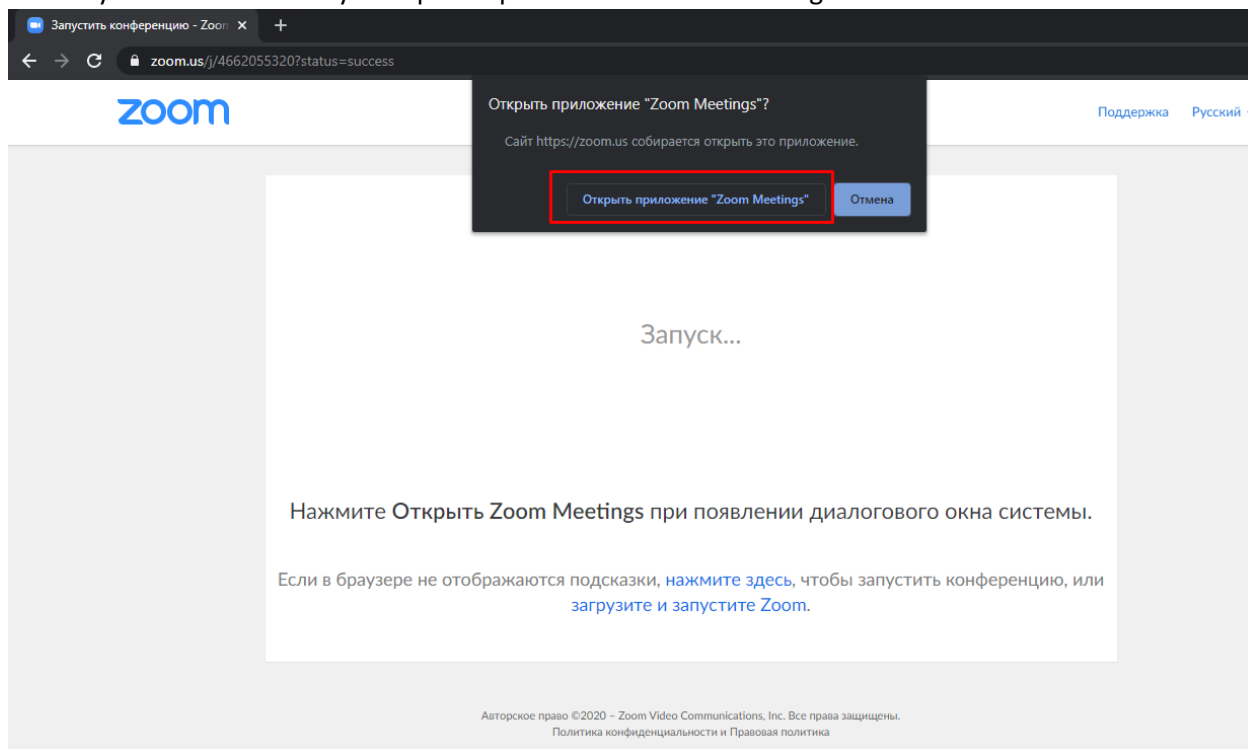 Запустить конференцию - Zoom
zoom.us/j/4662055320?status=success
zoom
Открыть приложение "Zoom Meetings"?
Сайт https://zoom.us собирается открыть это приложение.
Открыть приложение "Zoom Meetings"
Отмена
Поддержка Русский
Запуск...
Нажмите Открыть Zoom Meetings при появлении диалогового окна системы.
Если в браузере не отображаются подсказки, нажмите здесь, чтобы запустить конференцию, или
загрузите и запустите Zoom.
Авторское право ©2020 – Zoom Video Communications, Inc. Все права защищены.
Политика конфиденциальности и Правовая политика